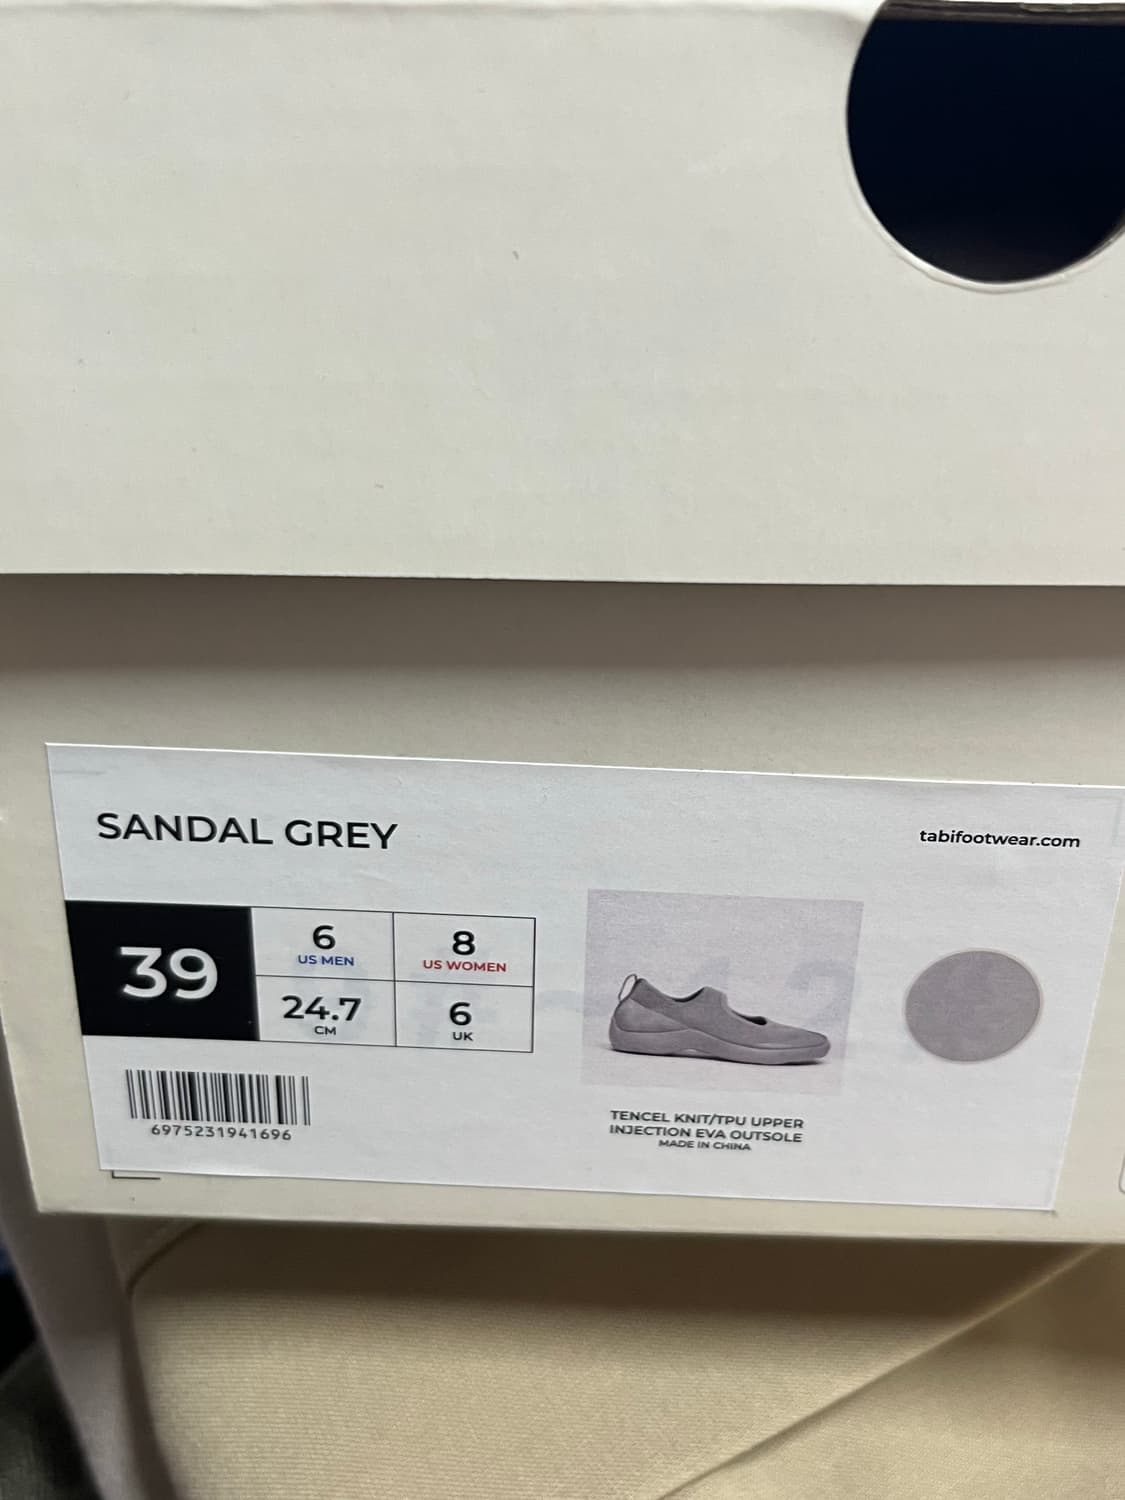 SANDAL GREY
tabifootwear.com
39
6
US MEN
8
US WOMEN
24.7
CM
6
UK
6975231941696
TENCEL KNIT/TPU UPPER
INJECTION EVA OUTSOLE
MADE IN CHINA